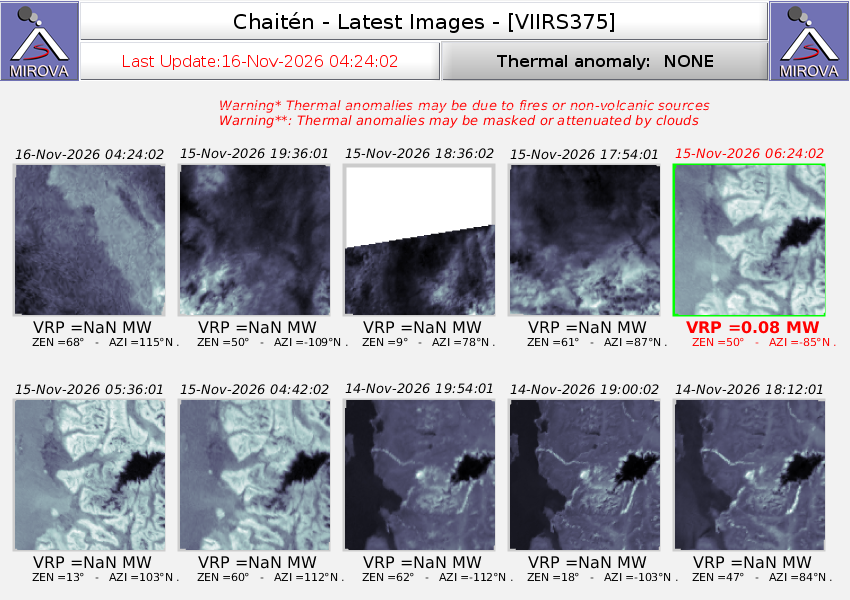 Chaitén - Latest Images - [VIIRS375]
MIROVA
Last Update:16-Nov-2026 04:24:02
Thermal anomaly: NONE
MIROVA
Warning* Thermal anomalies may be due to fires or non-volcanic sources
Warning**: Thermal anomalies may be masked or attenuated by clouds
16-Nov-2026 04:24:02
15-Nov-2026 19:36:01
15-Nov-2026 18:36:02
15-Nov-2026 17:54:01
15-Nov-2026 06:24:02
VRP =NaN MW
VRP =NaN MW
VRP =NaN MW
VRP =NaN MW
VRP =0.08 MW
ZEN =68° - AZI =115°N .
ZEN =50° - AZI =-109°N .
ZEN =9° - AZI =78°N .
ZEN =61° - AZI =87°N .
ZEN =50° - AZI =-85°N .
15-Nov-2026 05:36:01
15-Nov-2026 04:42:02
14-Nov-2026 19:54:01
14-Nov-2026 19:00:02
14-Nov-2026 18:12:01
VRP =NaN MW
VRP =NaN MW
VRP =NaN MW
VRP =NaN MW
VRP =NaN MW
ZEN =13° - AZI =103°N .
ZEN =60° - AZI =112°N .
ZEN =62° - AZI =-112°N .
ZEN =18° - AZI =-103°N .
ZEN =47° - AZI =84°N .